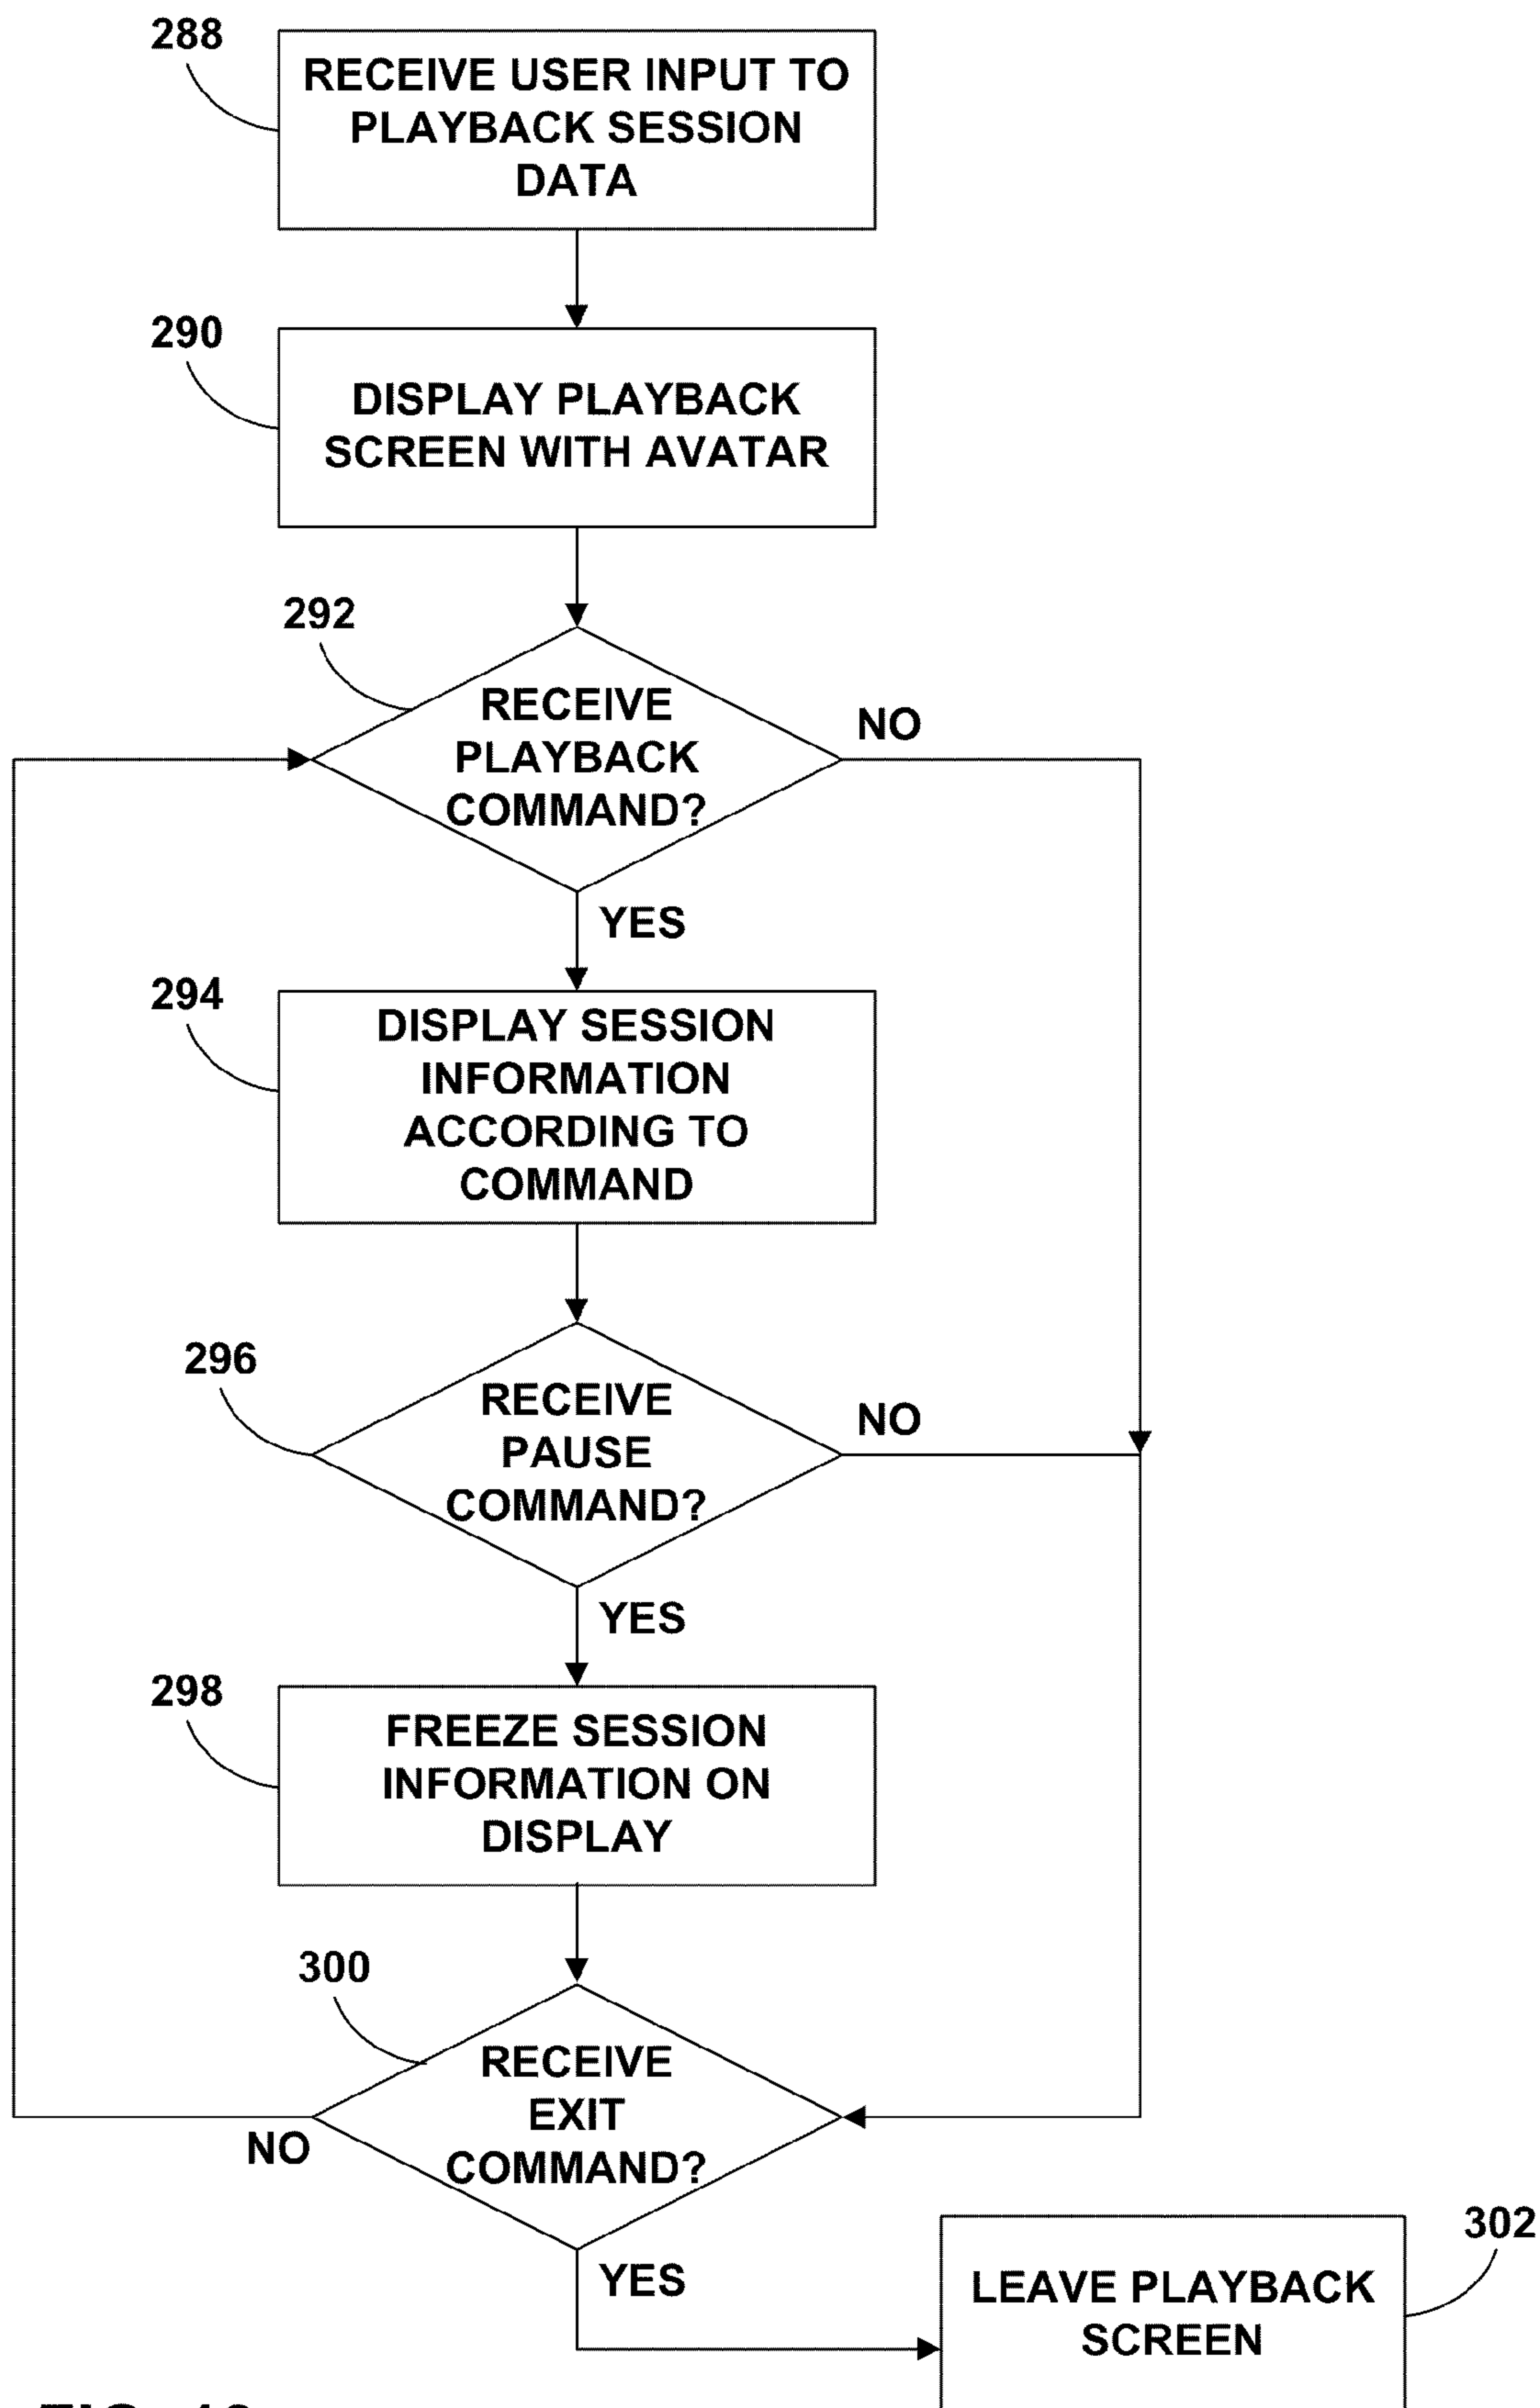 288
RECEIVE USER INPUT TO
PLAYBACK SESSION
DATA
290
DISPLAY PLAYBACK
SCREEN WITH AVATAR
292
RECEIVE
PLAYBACK
COMMAND?
NO
YES
294
DISPLAY SESSION
INFORMATION
ACCORDING TO
COMMAND
296
RECEIVE
PAUSE
COMMAND?
NO
YES
298
FREEZE SESSION
INFORMATION ON
DISPLAY
300
RECEIVE
EXIT
COMMAND?
NO
YES
302
LEAVE PLAYBACK
SCREEN